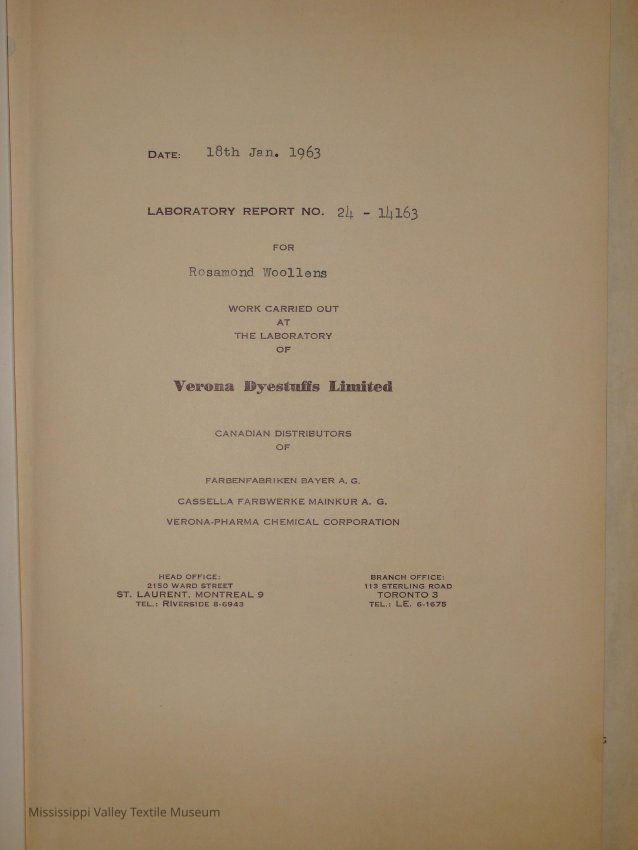 DATE: 18th Jan. 1963
LABORATORY REPORT NO. 24 - 14163
FOR
Rosamond Woollens
WORK CARRIED OUT
AT
THE LABORATORY
OF
Verona Dyestuffs Limited
CANADIAN DISTRIBUTORS
OF
FARBENFABRIKEN BAYER A. G.
CASSELLA FARBWERKE MAINKUR A. G.
VERONA-PHARMA CHEMICAL CORPORATION
HEAD OFFICE:
2150 WARD STREET
ST. LAURENT, MONTREAL 9
TEL.: RIVERSIDE 8-6943
BRANCH OFFICE:
113 STERLING ROAD
TORONTO 3
TEL.: LE. 6-1675
Mississippi Valley Textile Museum